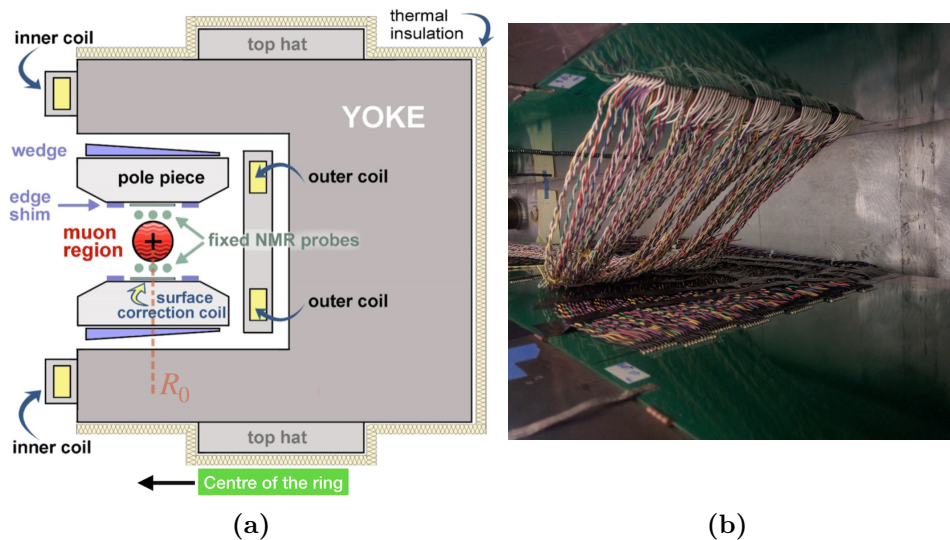 thermal
insulation
inner coil
top hat
YOKE
wedge
pole piece
outer coil
edge
shim
muon
region
fixed NMR probes
surface
correction coil
outer coil
R₀
inner coil
top hat
Centre of the ring
(a)
(b)